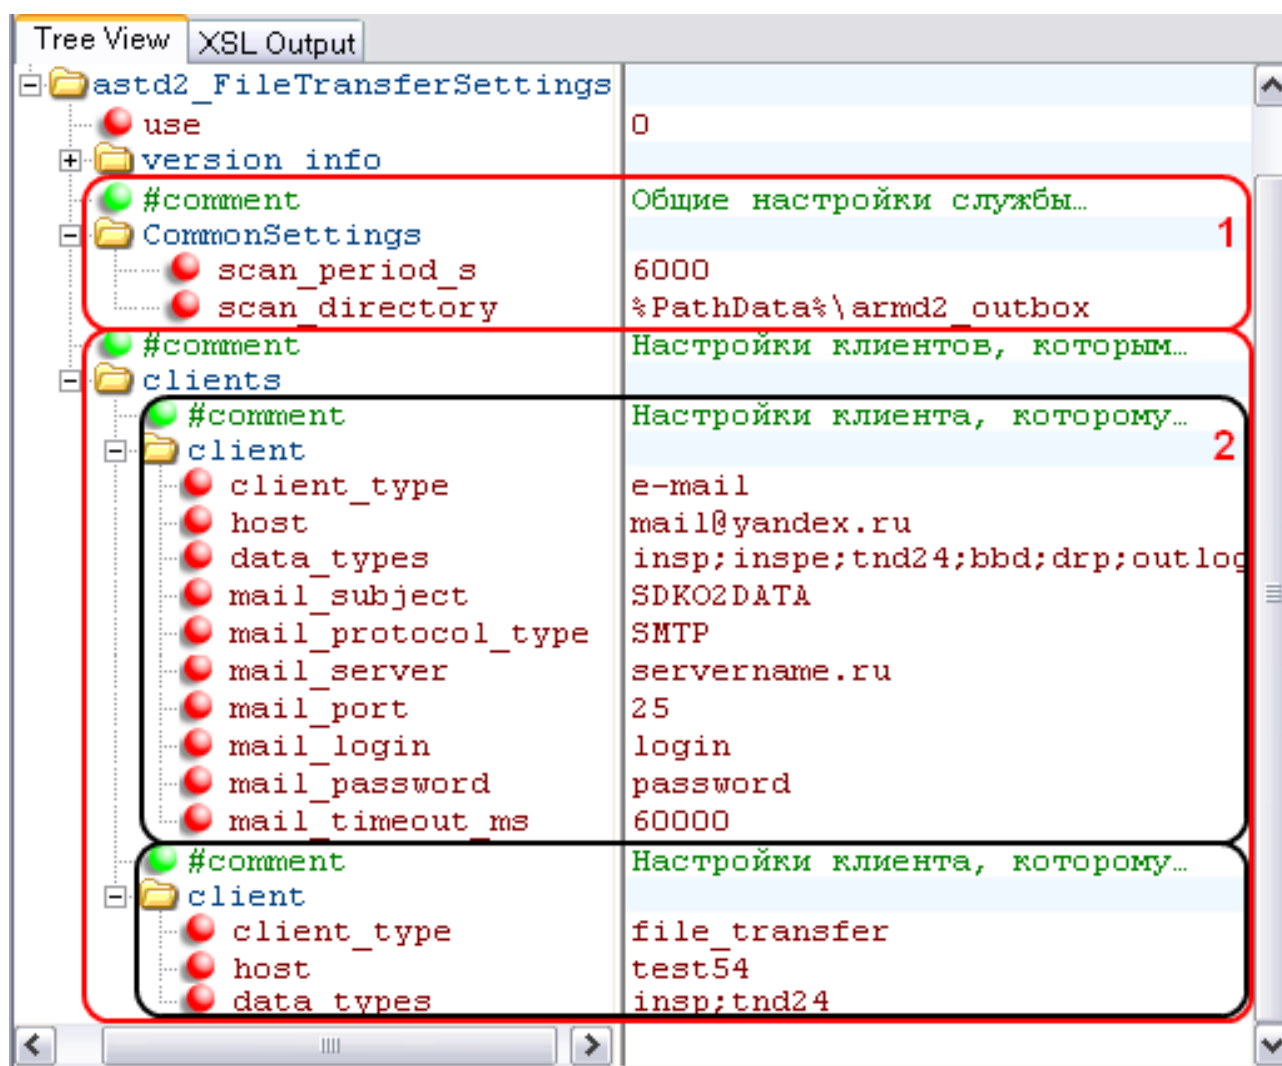 Tree View XSL Output
astd2_FileTransferSettings
use 0
version_info
#comment Общие настройки службы…
CommonSettings 1
scan_period_s 6000
scan_directory %PathData%\armd2_outbox
#comment Настройки клиентов, которым…
clients
#comment Настройки клиента, которому…
client 2
client_type e-mail
host mail@yandex.ru
data_types insp;inspe;tnd24;bbd;drp;outlog
mail_subject SDKO2DATA
mail_protocol_type SMTP
mail_server servername.ru
mail_port 25
mail_login login
mail_password password
mail_timeout_ms 60000
#comment Настройки клиента, которому…
client
client_type file_transfer
host test54
data_types insp;tnd24